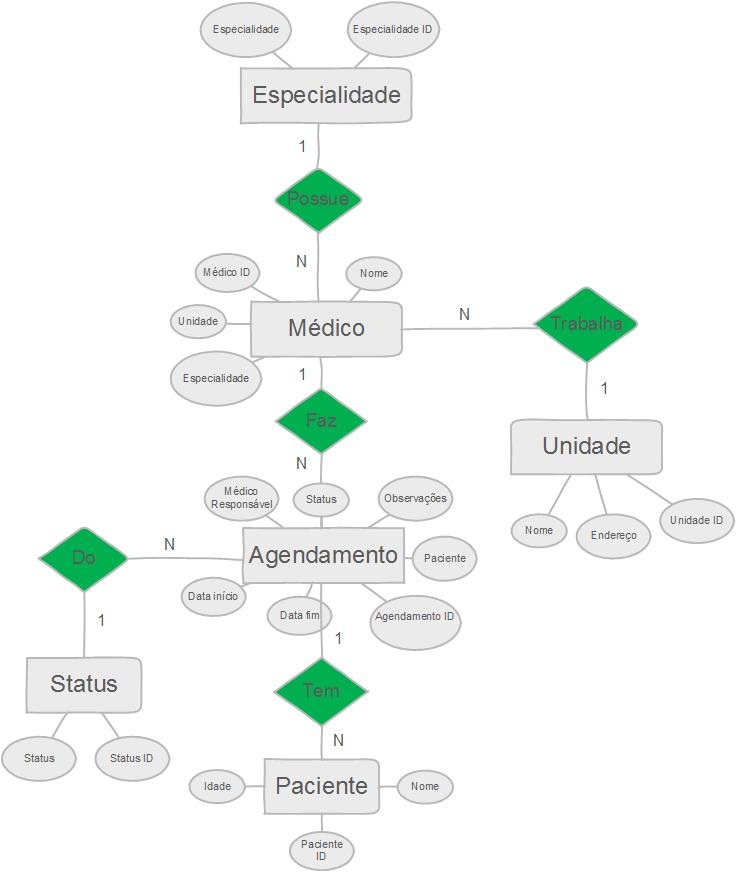 Especialidade
Especialidade ID
Especialidade
1
Possue
N
Médico ID
Nome
Unidade
Médico
N
Trabalha
Especialidade
1
1
Faz
Unidade
N
Médico
Responsável
Status
Observações
Nome
Endereço
Unidade ID
Do
N
Agendamento
Paciente
Data início
Data fim
Agendamento ID
1
1
Status
Tem
N
Status
Status ID
Idade
Paciente
Nome
Paciente
ID